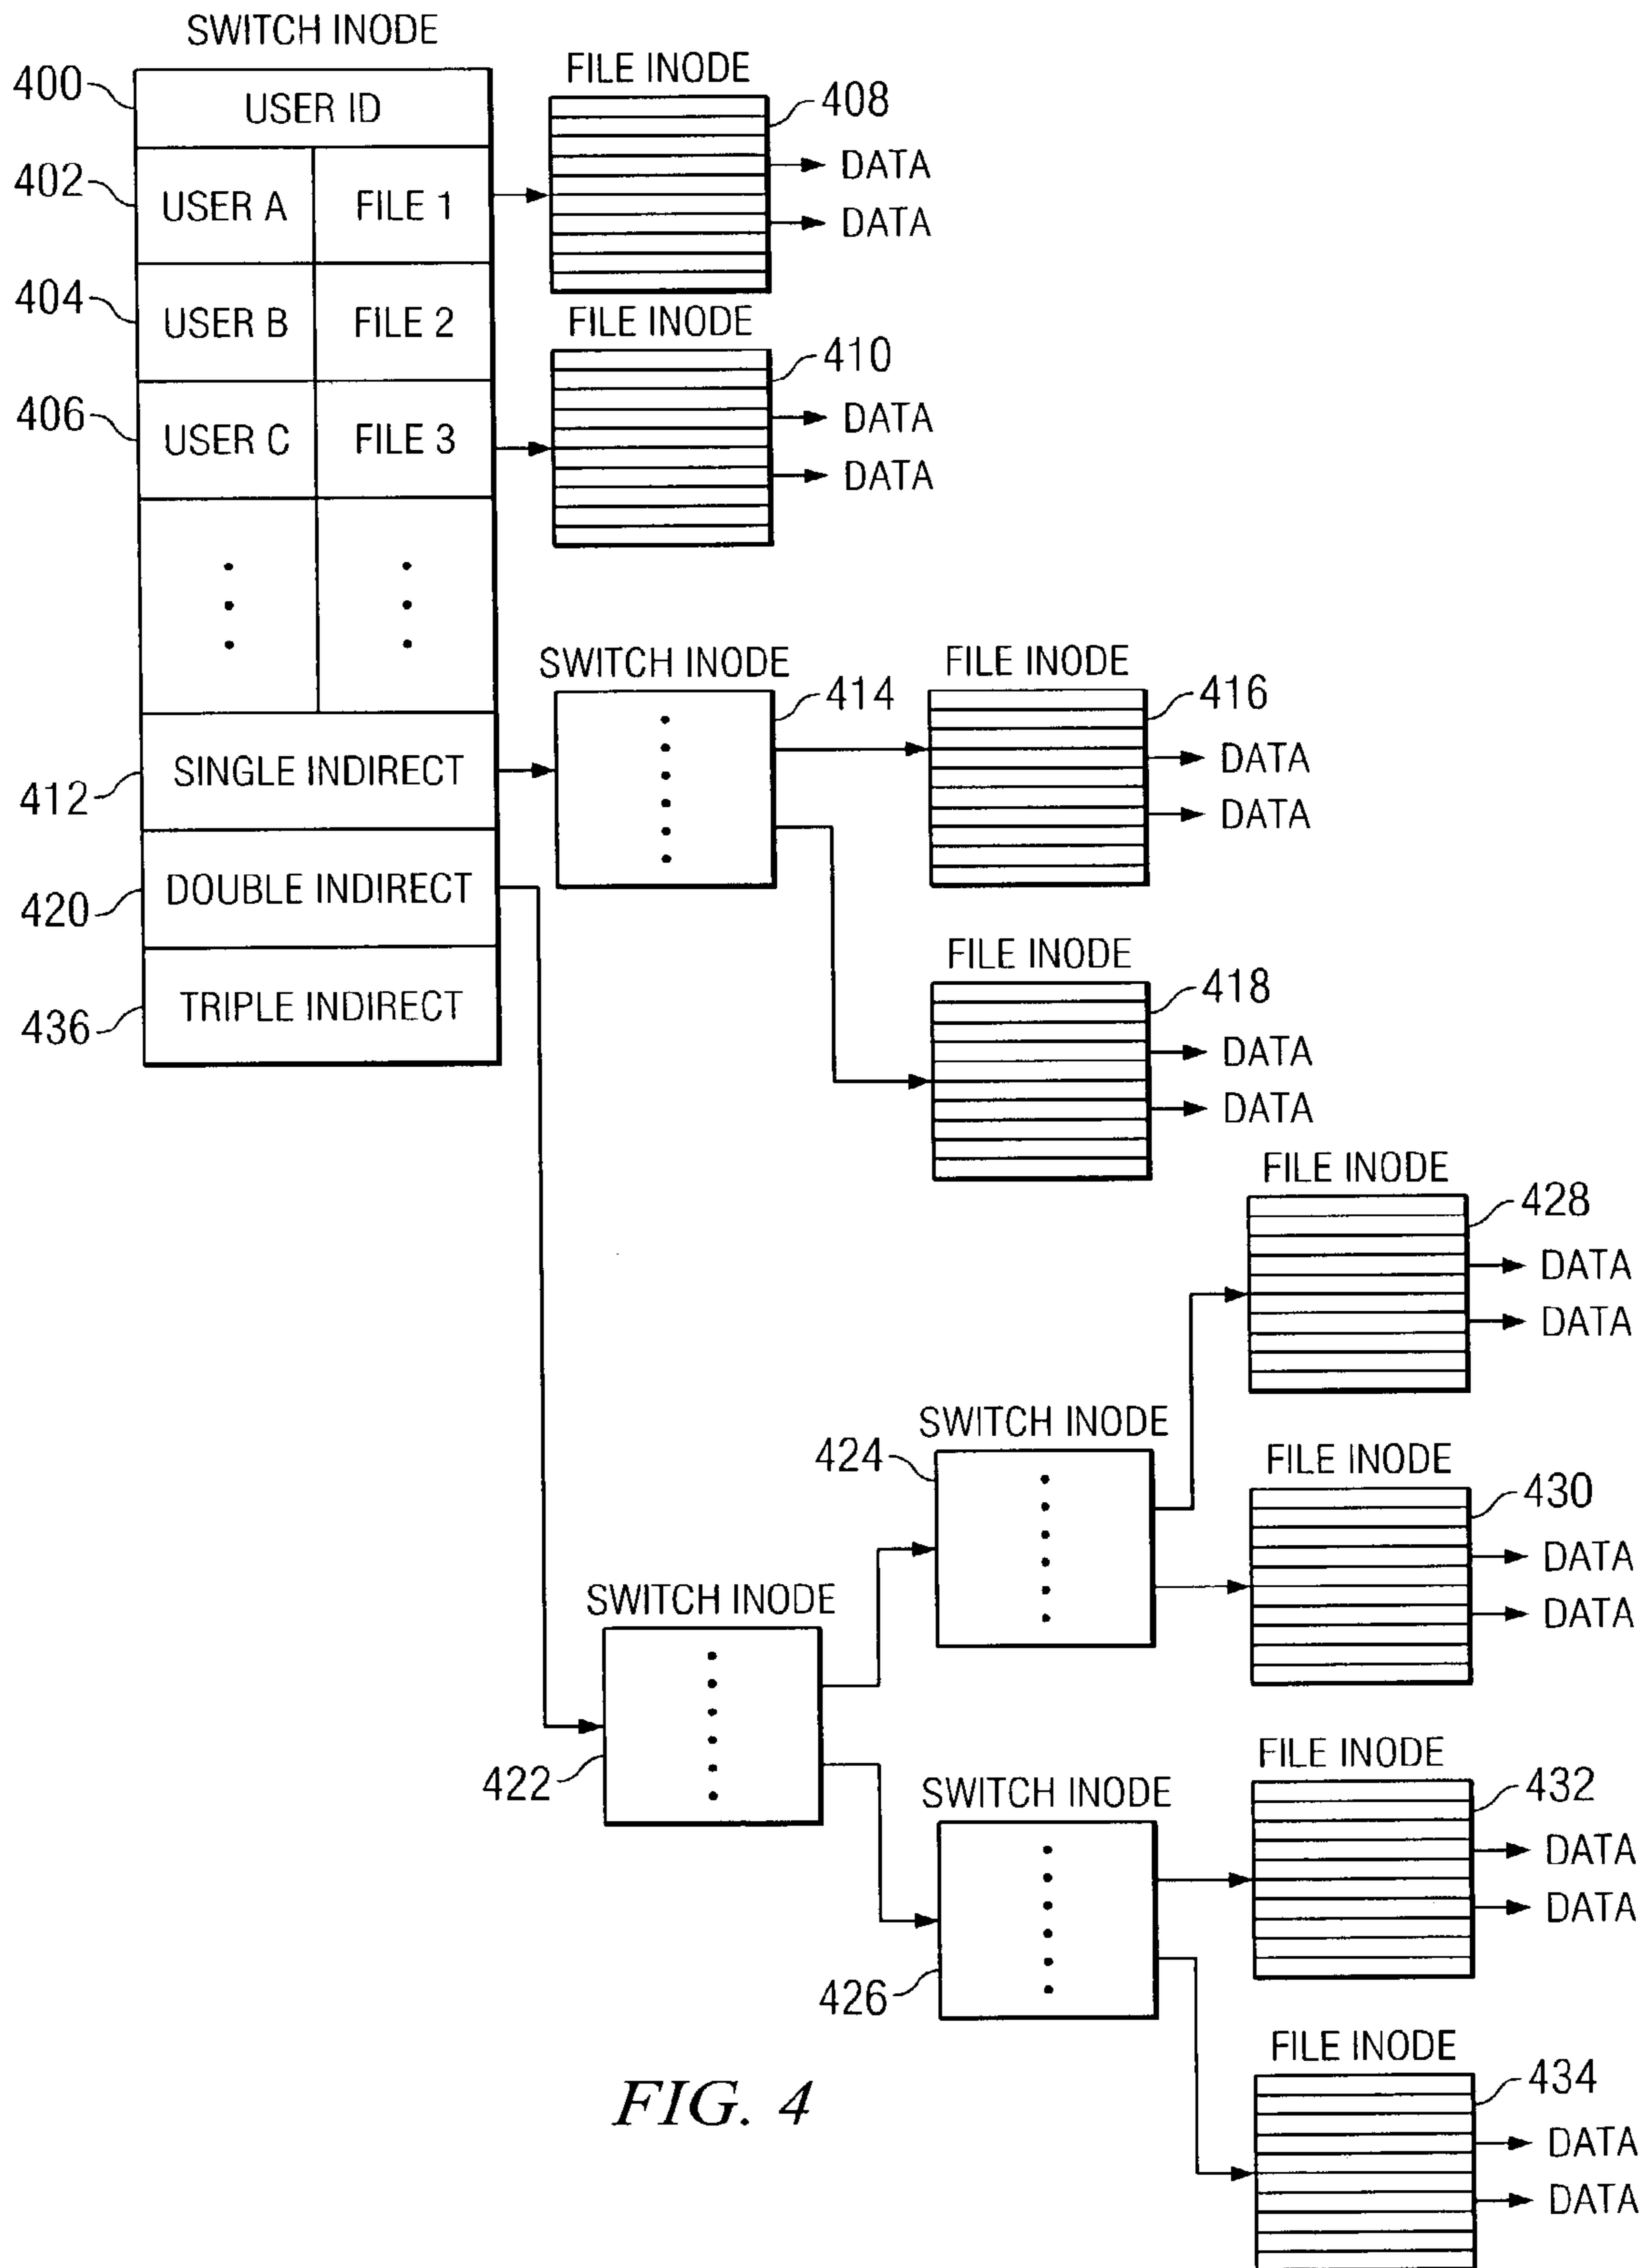 SWITCH INODE
400
USER ID
402
USER A
FILE 1
404
USER B
FILE 2
406
USER C
FILE 3
412
SINGLE INDIRECT
420
DOUBLE INDIRECT
436
TRIPLE INDIRECT
FILE INODE
408
DATA
DATA
FILE INODE
410
DATA
DATA
SWITCH INODE
414
FILE INODE
416
DATA
DATA
FILE INODE
418
DATA
DATA
FILE INODE
428
DATA
DATA
SWITCH INODE
424
FILE INODE
430
DATA
DATA
SWITCH INODE
422
SWITCH INODE
426
FILE INODE
432
DATA
DATA
FILE INODE
434
DATA
DATA
FIG. 4